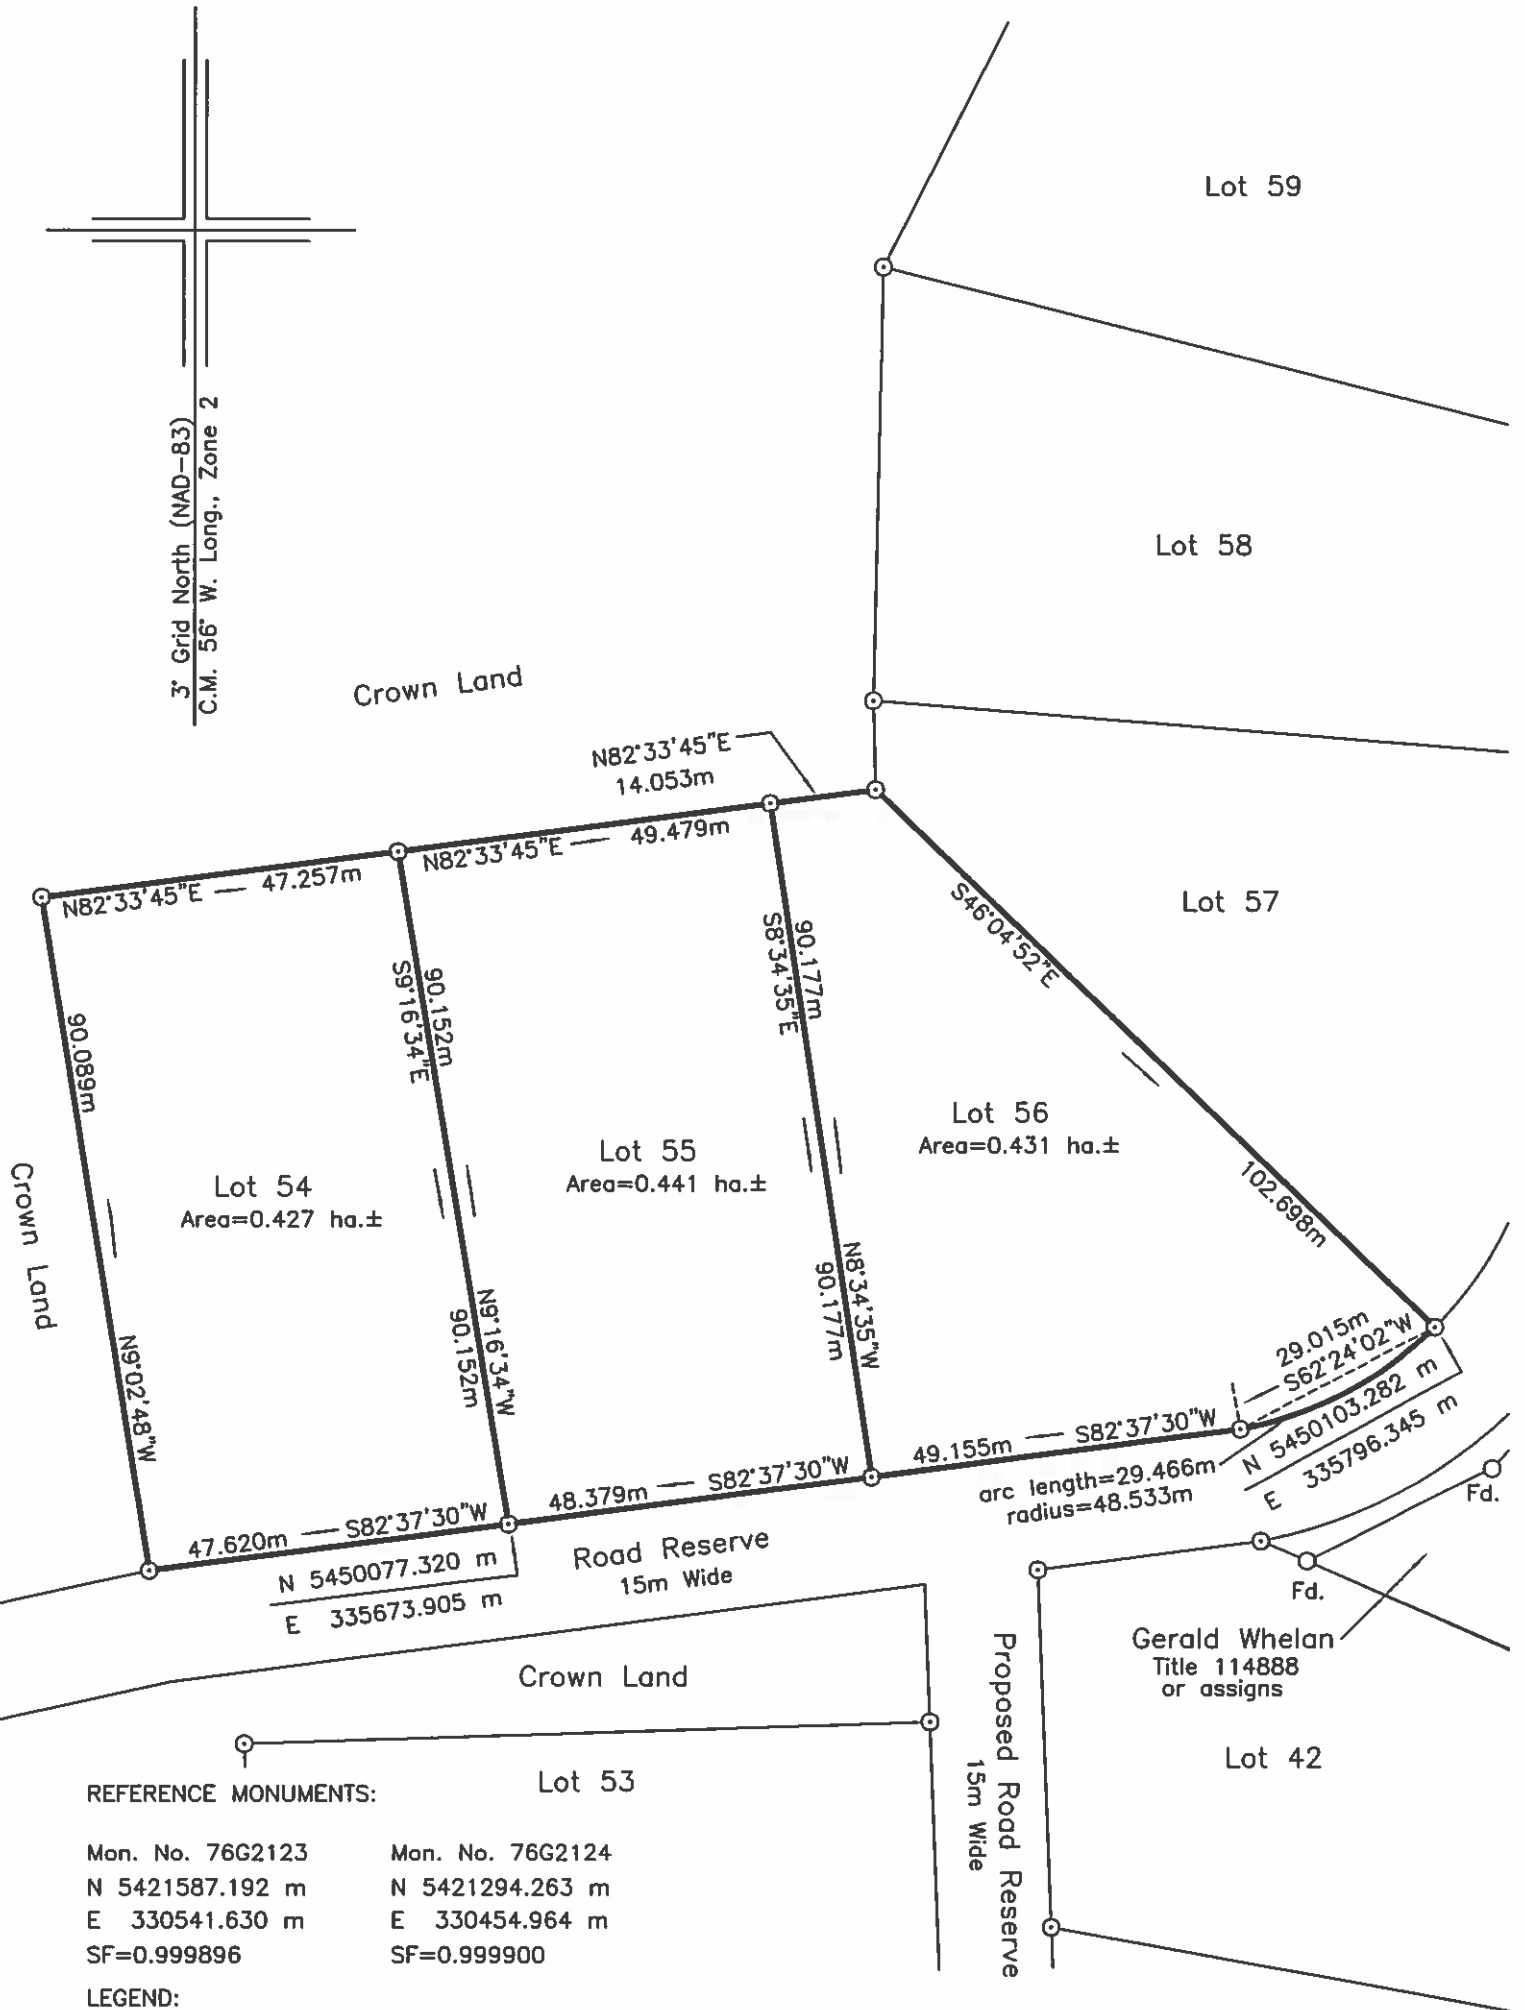 Lot 59
3° Grid North (NAD-83)
C.M. 56° W. Long., Zone 2
Lot 58
Crown Land
N82°33'45"E
14.053m
N82°33'45"E — 49.479m
N82°33'45"E — 47.257m
Lot 57
S46°04'52"E
102.698m
90.177m
S8°34'35"E
90.152m
S9°16'34"E
90.089m
N9°02'48"W
Lot 56
Area=0.431 ha.±
Lot 55
Area=0.441 ha.±
Lot 54
Area=0.427 ha.±
Crown Land
N8°34'35"W
90.177m
N9°16'34"W
90.152m
29.015m
S62°24'02"W
N 5450103.282 m
E 335796.345 m
49.155m — S82°37'30"W
48.379m — S82°37'30"W
47.620m — S82°37'30"W
arc length=29.466m
radius=48.533m
Fd.
N 5450077.320 m
E 335673.905 m
Road Reserve
15m Wide
Fd.
Gerald Whelan
Title 114888
or assigns
Crown Land
Proposed Road Reserve
15m Wide
Lot 42
Lot 53
REFERENCE MONUMENTS:
Mon. No. 76G2123
N 5421587.192 m
E 330541.630 m
SF=0.999896
Mon. No. 76G2124
N 5421294.263 m
E 330454.964 m
SF=0.999900
LEGEND: